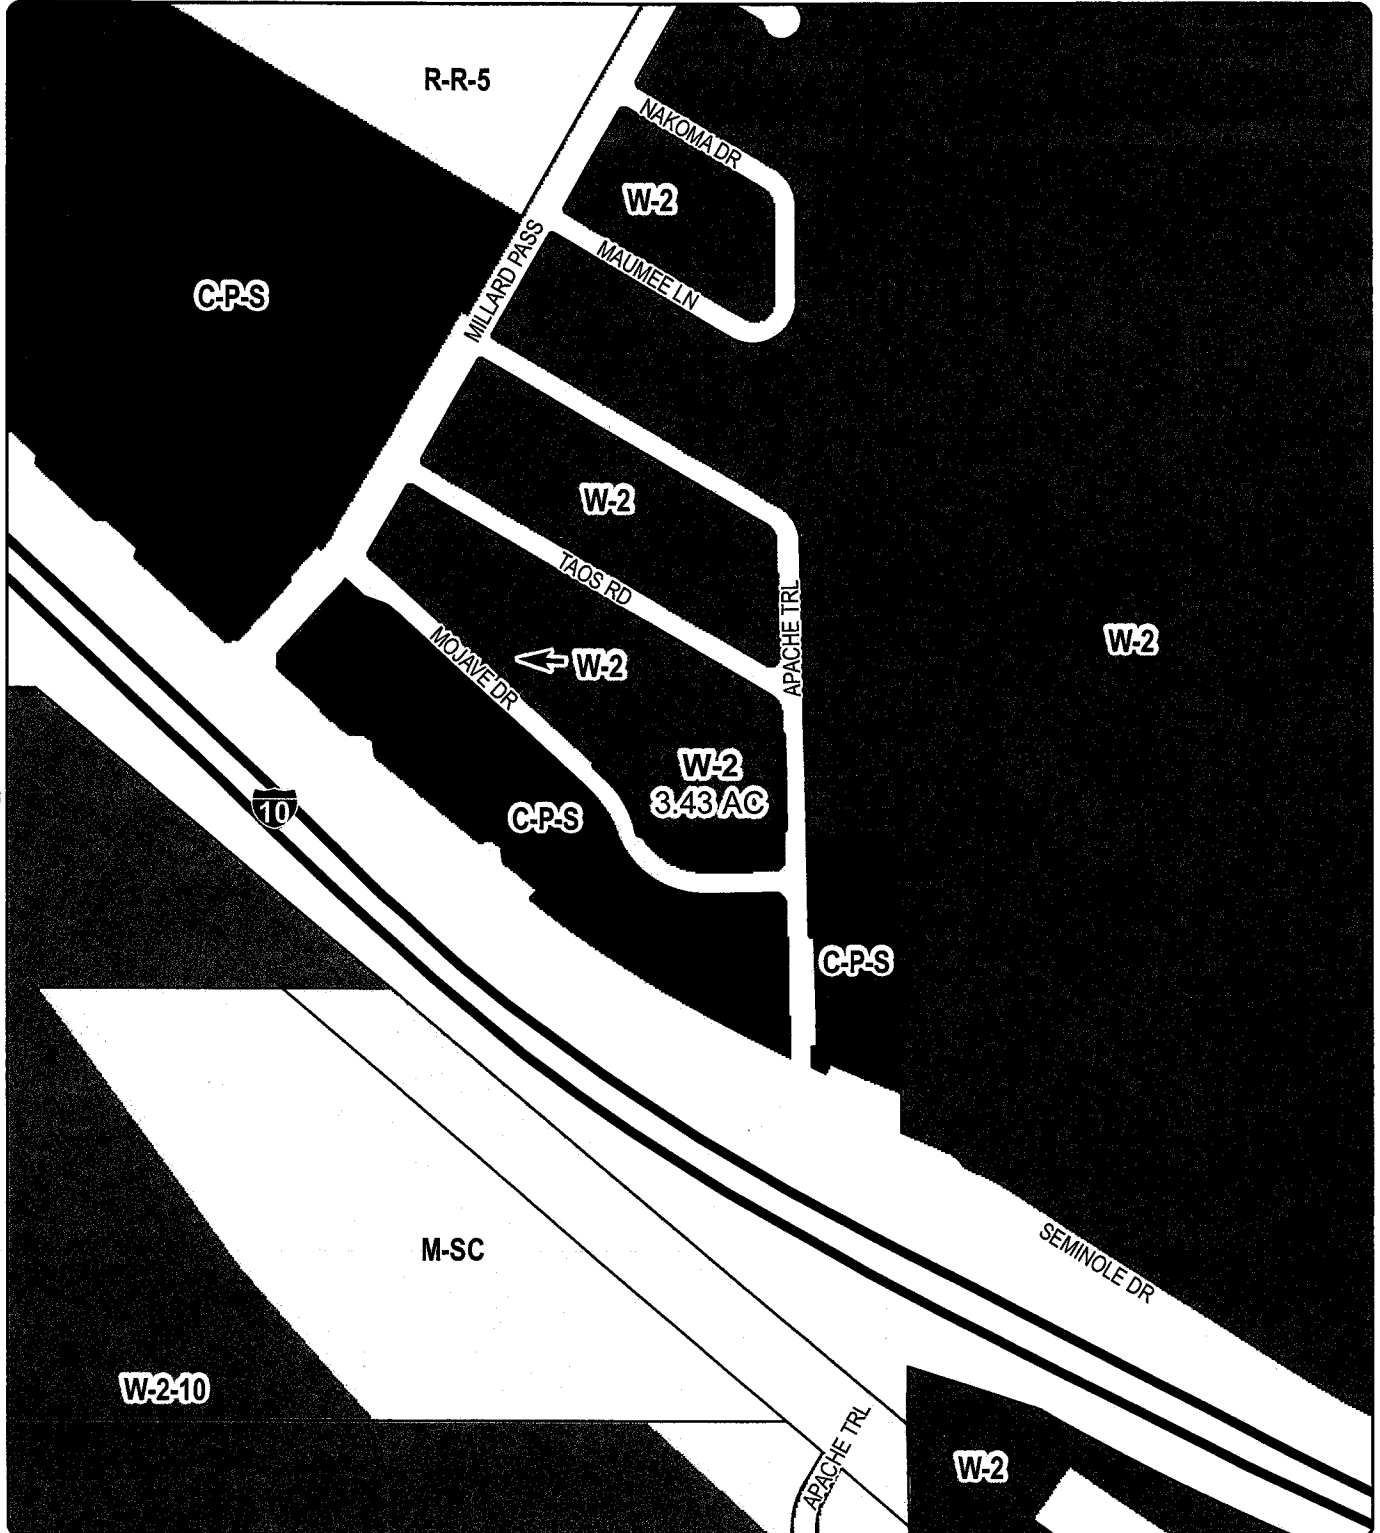 R-R-5
NAKOMA DR
W-2
MAUMEE LN
MILLARD PASS
C-P-S
W-2
TAOS RD
APACHE TRL
MOJAVE DR
W-2
W-2
W-2
3.43 AC
10
C-P-S
C-P-S
SEMINOLE DR
M-SC
W-2-10
APACHE TRL
W-2